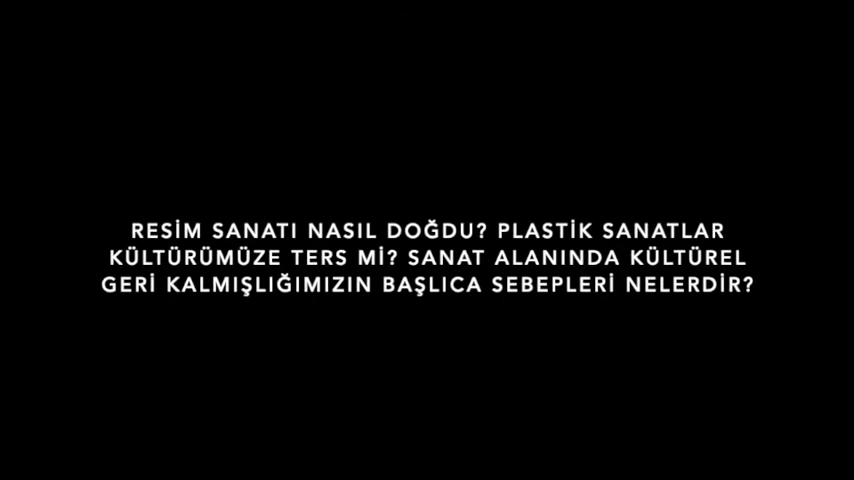 RESİM SANATI NASIL DOĞDU? PLASTİK SANATLAR
KÜLTÜRÜMÜZE TERS Mİ? SANAT ALANINDA KÜLTÜREL
GERİ KALMIŞLIĞIMIZIN BAŞLICA SEBEPLERİ NELERDİR?